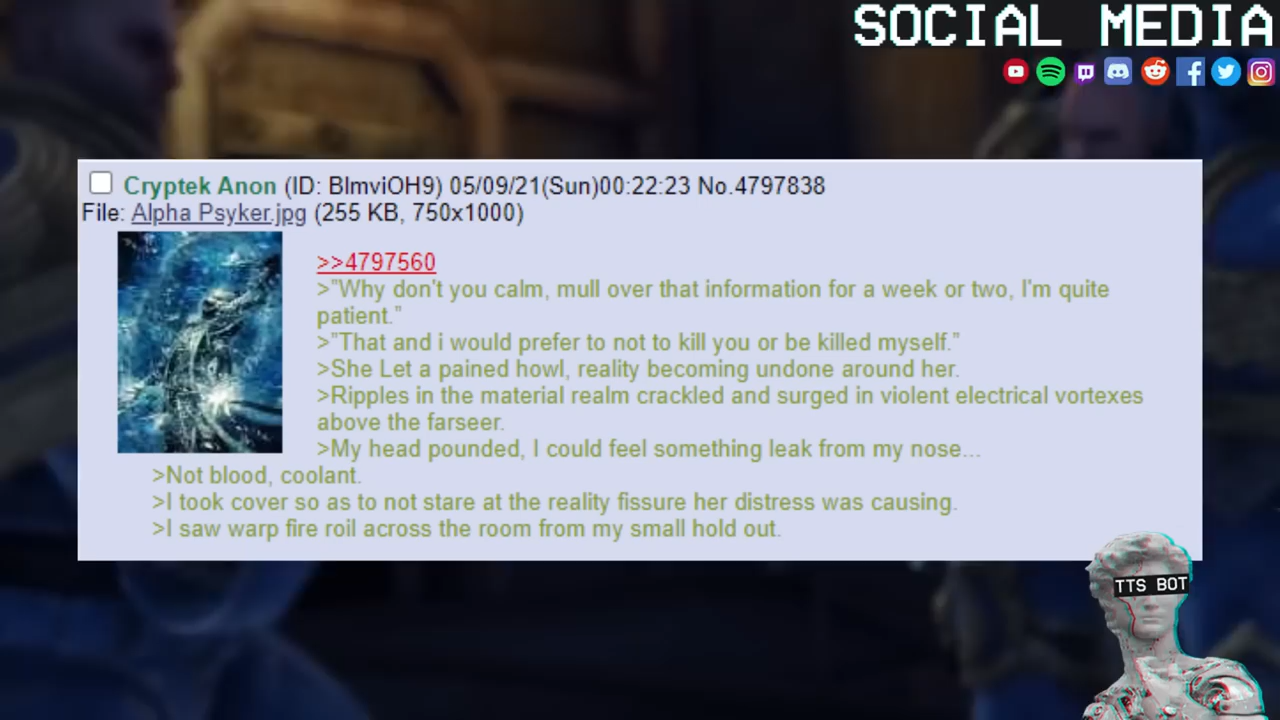 SOCIAL MEDIA
Cryptek Anon (ID: BlmviOH9) 05/09/21(Sun)00:22:23 No.4797838
File: Alpha Psyker.jpg (255 KB, 750x1000)
>>4797560
>"Why don't you calm, mull over that information for a week or two, I'm quite
patient."
>"That and i would prefer to not to kill you or be killed myself."
>She Let a pained howl, reality becoming undone around her.
>Ripples in the material realm crackled and surged in violent electrical vortexes
above the farseer.
>My head pounded, I could feel something leak from my nose...
>Not blood, coolant.
>I took cover so as to not stare at the reality fissure her distress was causing.
>I saw warp fire roil across the room from my small hold out.
TTS BOT